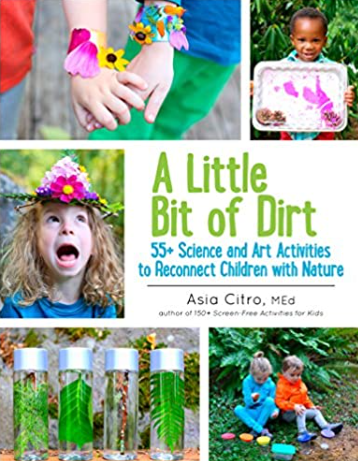 A Little
Bit of Dirt
55+ Science and Art Activities
to Reconnect Children with Nature
Asia Citro, MEd
author of 150+ Screen-Free Activities for Kids